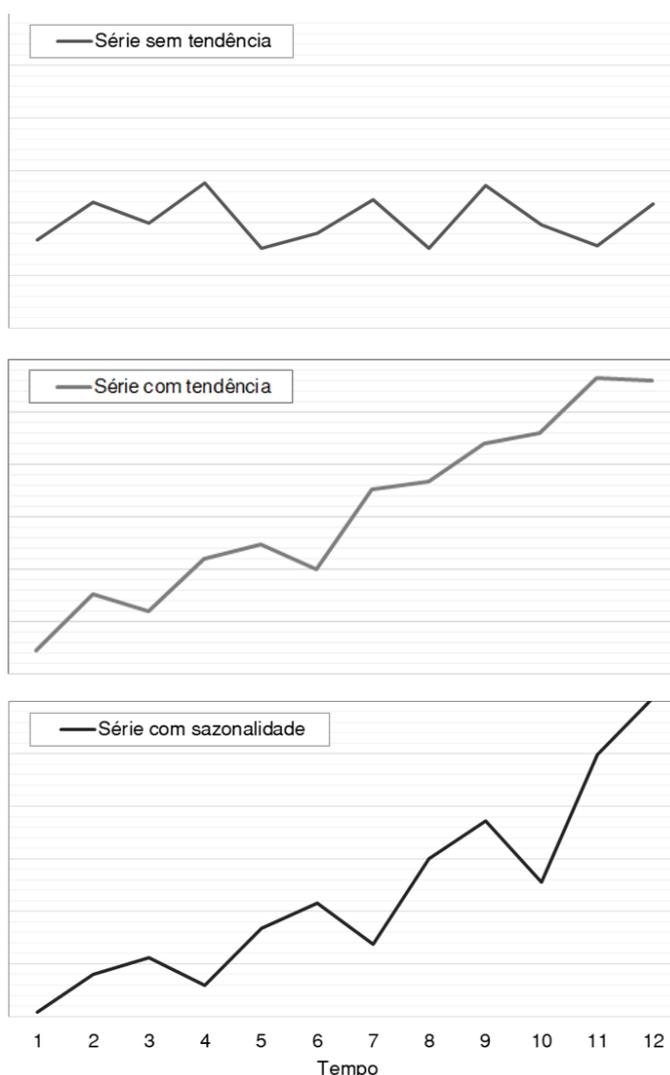 Série sem tendência
Série com tendência
Série com sazonalidade
1 2 3 4 5 6 7 8 9 10 11 12
Tempo